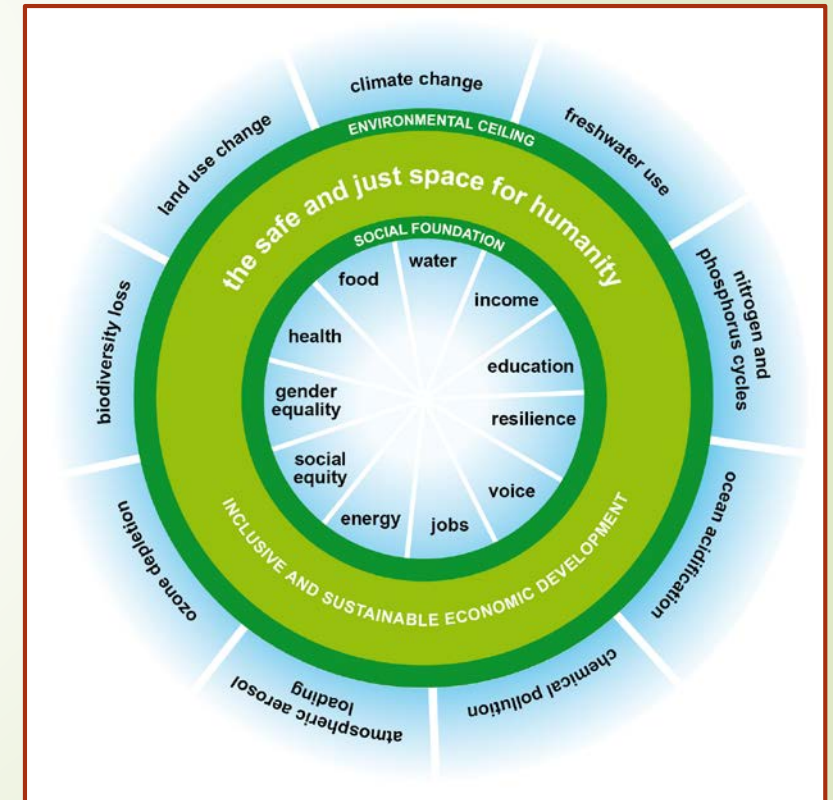 climate change
freshwater use
nitrogen and
phosphorus cycles
ocean acidification
chemical pollution
atmospheric aerosol
loading
ozone depletion
biodiversity loss
land use change
ENVIRONMENTAL CEILING
the safe and just space for humanity
SOCIAL FOUNDATION
water
income
education
resilience
voice
jobs
energy
social
equity
gender
equality
health
food
INCLUSIVE AND SUSTAINABLE ECONOMIC DEVELOPMENT